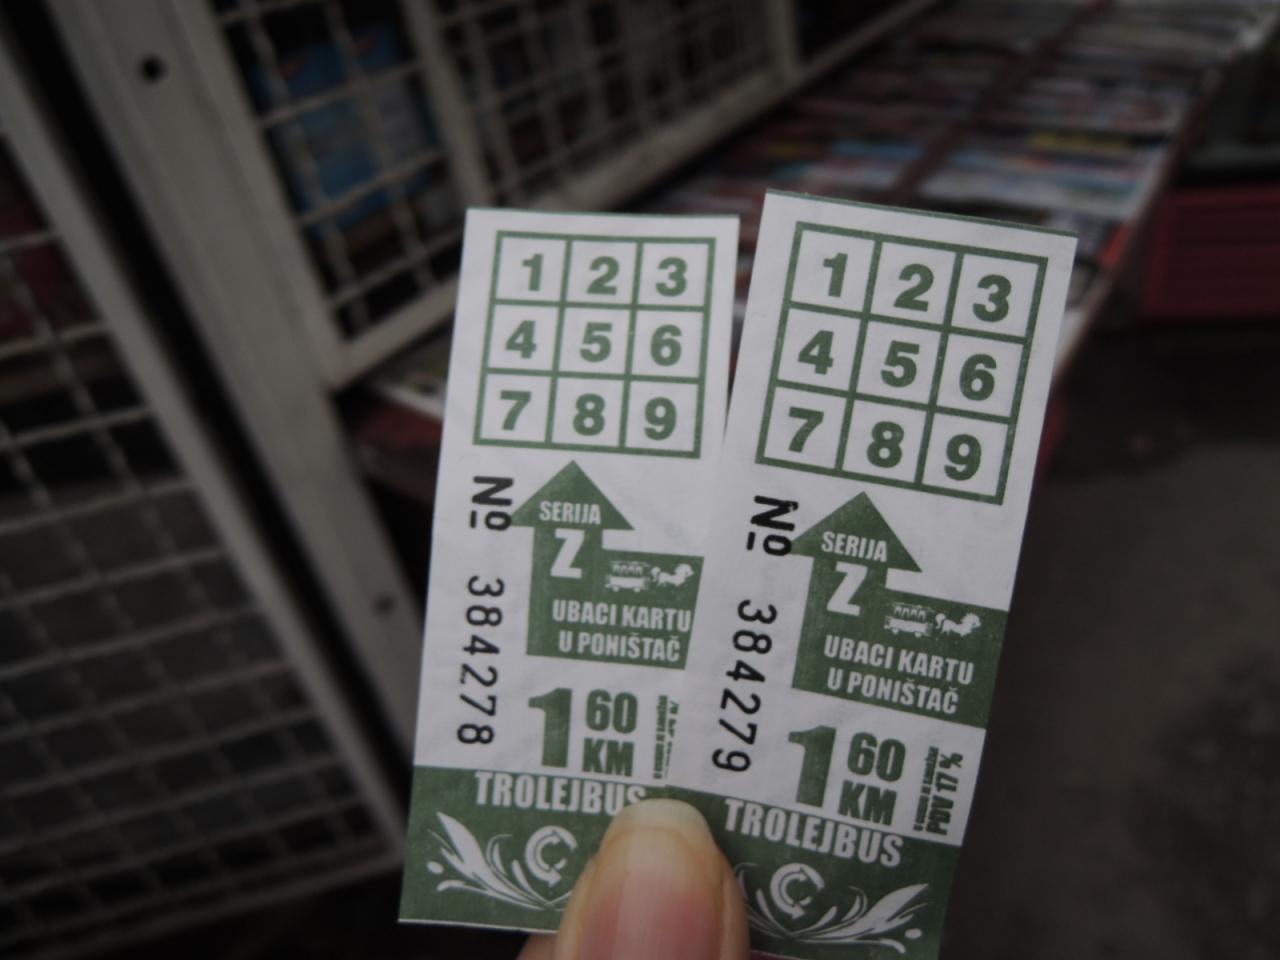 1 2 3
4 5 6
7 8 9
SERIJA
Z
UBACI KARTU
U PONIŠTAČ
№ 384278
1 60
KM
TROLEJBUS
1 2 3
4 5 6
7 8 9
SERIJA
Z
UBACI KARTU
U PONIŠTAČ
№ 384279
1 60
KM
PDV 17 %
TROLEJBUS